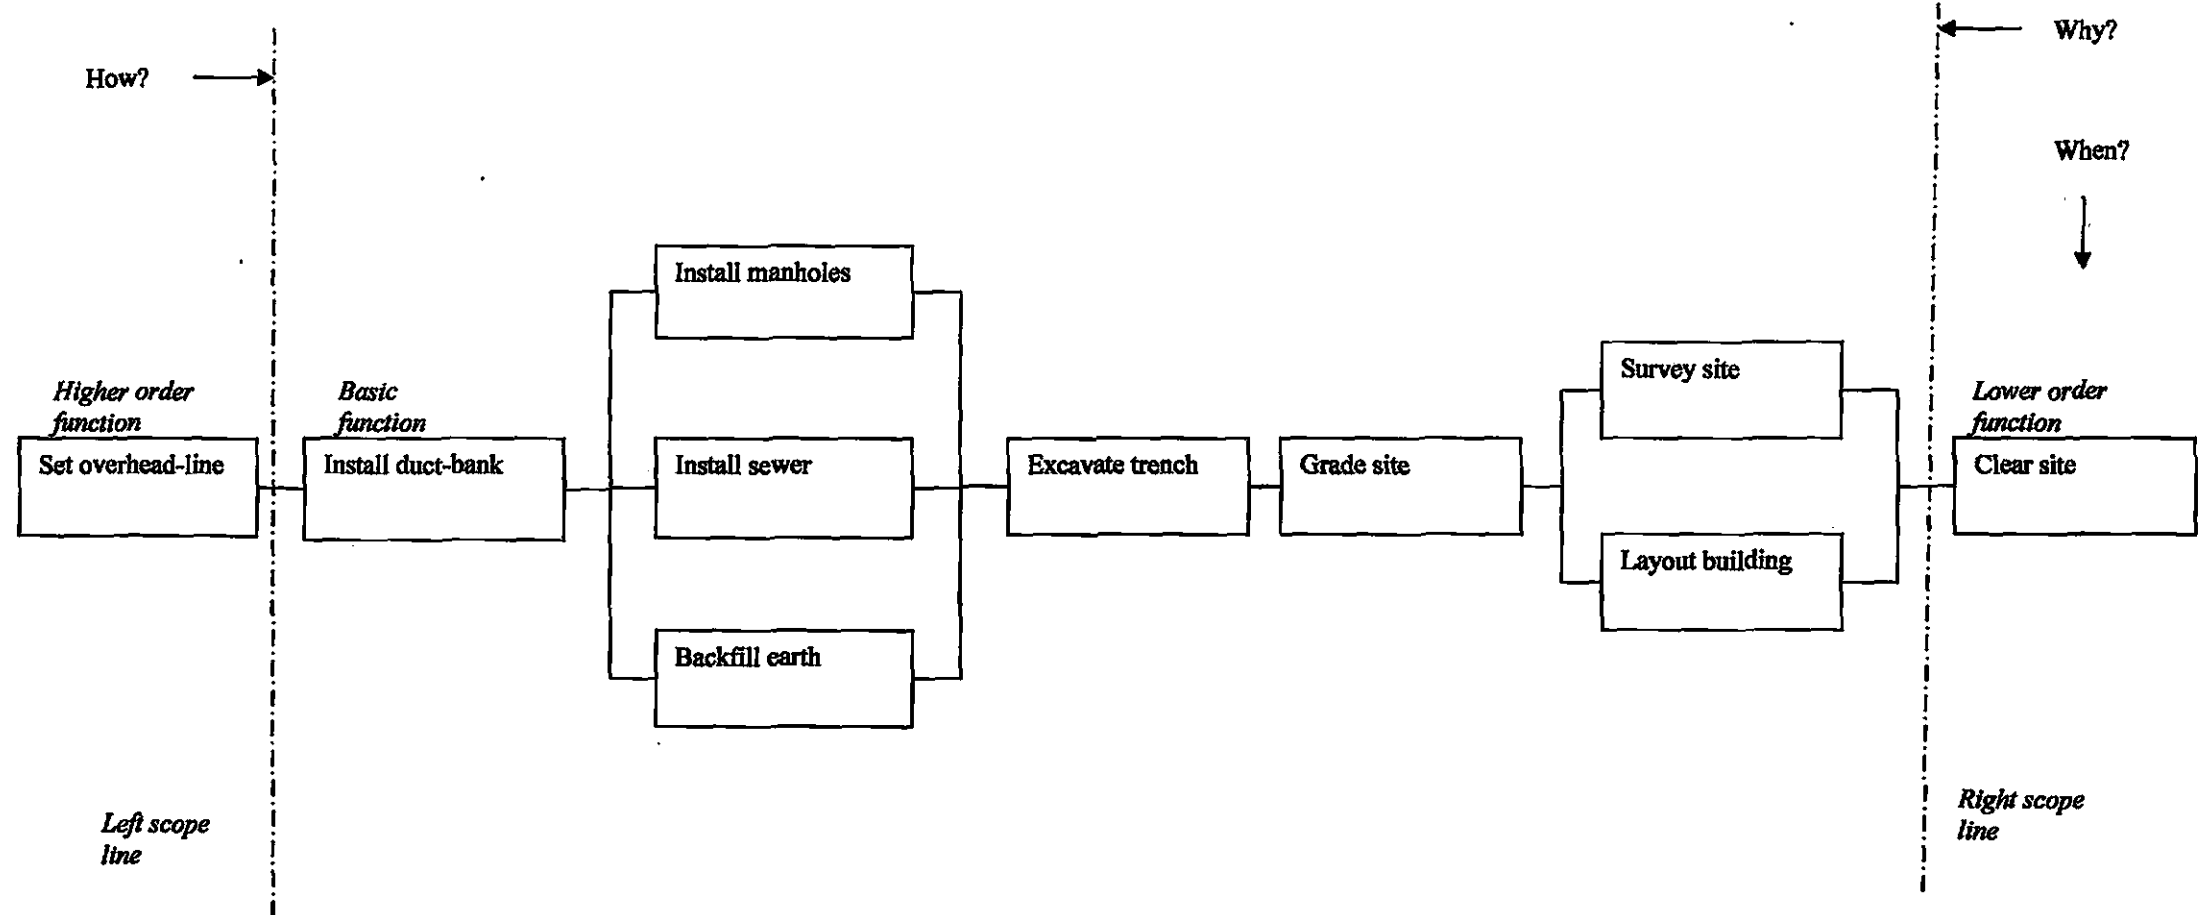 Why?
How?
When?
Install manholes
Survey site
Higher order
function
Basic
function
Lower order
function
Set overhead-line
Install duct-bank
Install sewer
Excavate trench
Grade site
Clear site
Layout building
Backfill earth
Left scope
line
Right scope
line